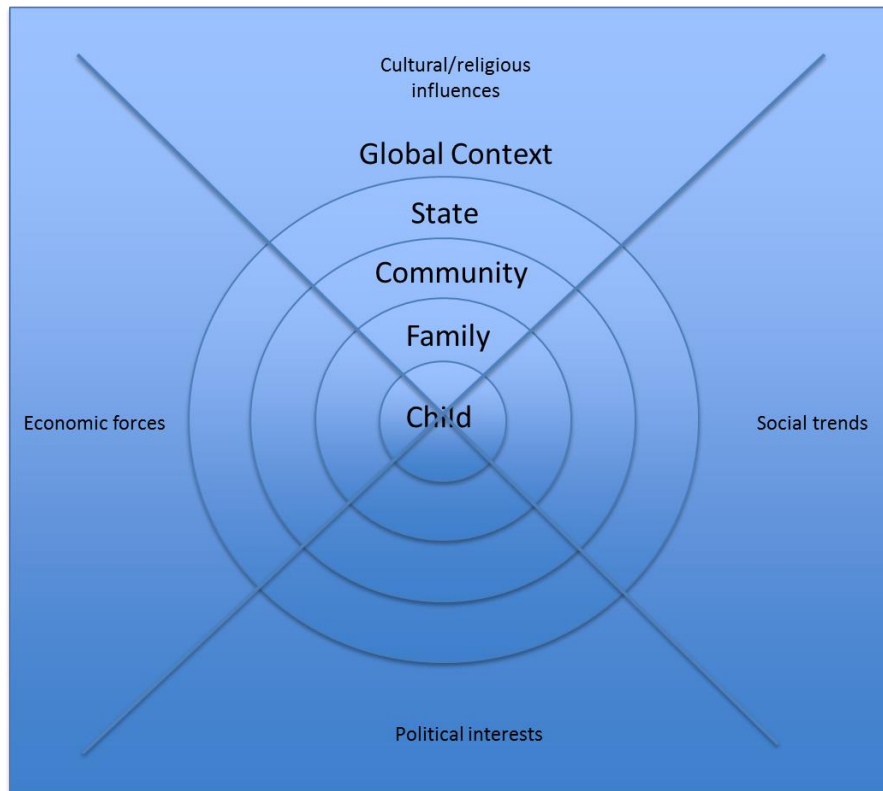 Cultural/religious
influences
Global Context
State
Community
Family
Child
Economic forces
Social trends
Political interests